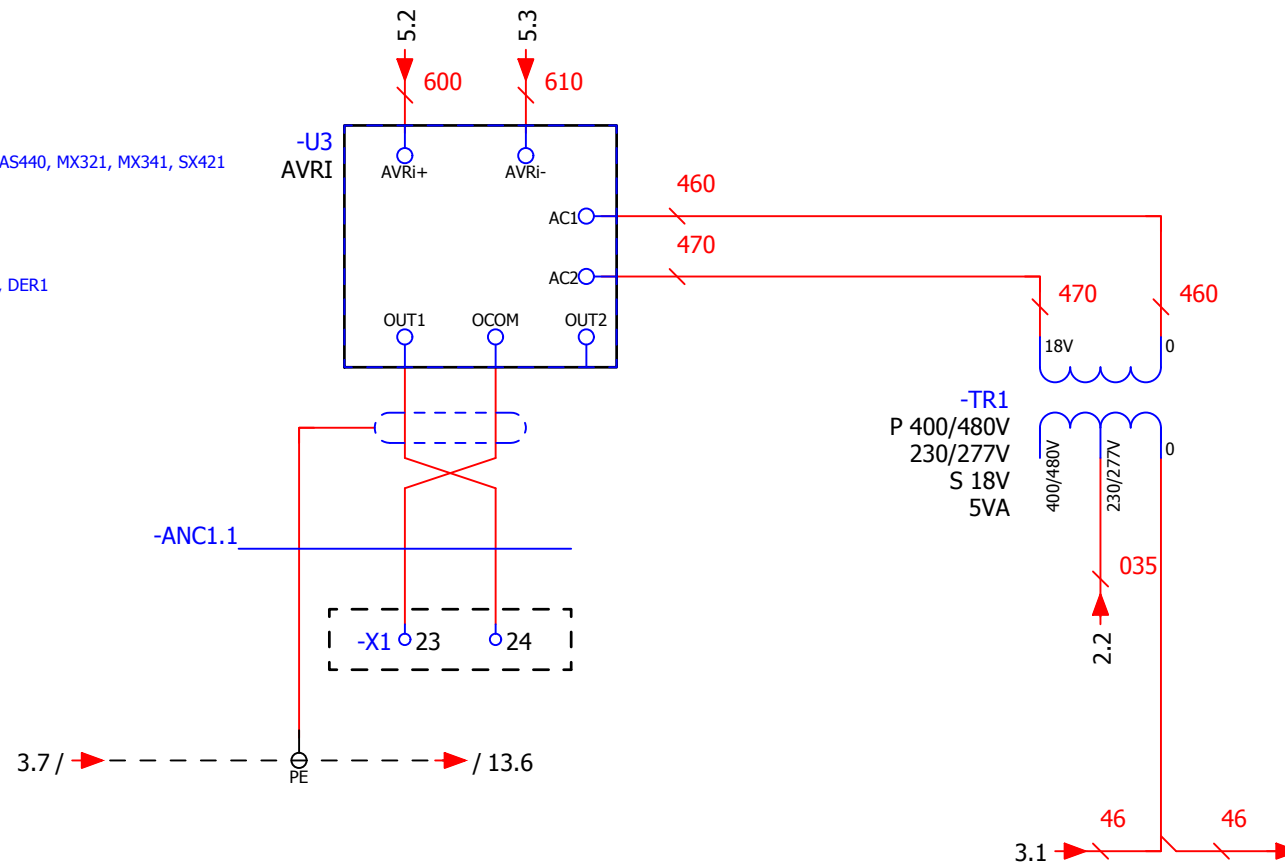 5.2
5.3
600
610
-U3
AVRI
AVRi+
AVRi-
AS440, MX321, MX341, SX421
460
AC1
470
AC2
, DER1
470
460
OUT1
OCOM
OUT2
18V
0
-TR1
P 400/480V
230/277V
S 18V
5VA
400/480V
230/277V
0
-ANC1.1
035
-X1
23
24
2.2
3.7 /
/ 13.6
PE
46
46
3.1